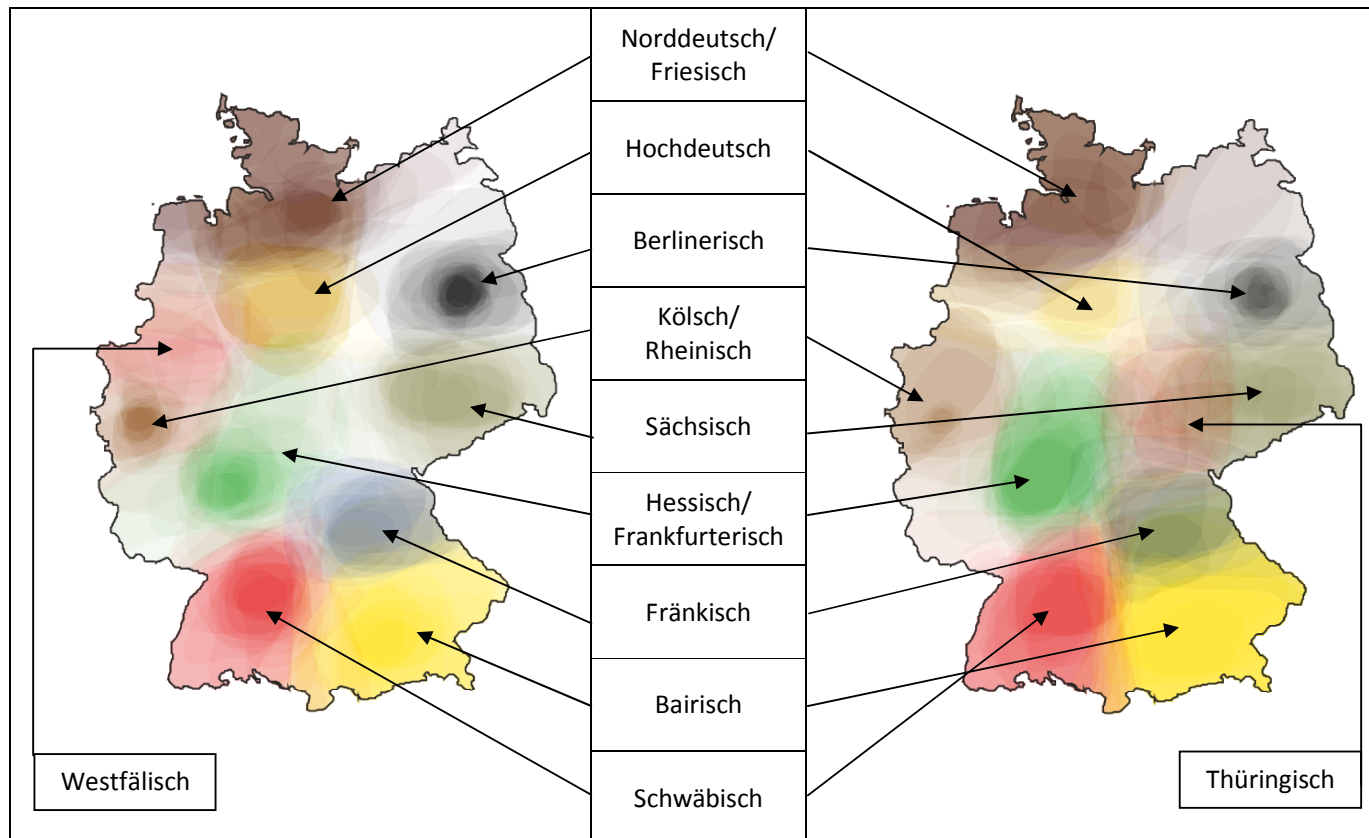 Norddeutsch/
Friesisch
Hochdeutsch
Berlinerisch
Kölsch/
Rheinisch
Sächsisch
Hessisch/
Frankfurterisch
Fränkisch
Bairisch
Schwäbisch
Westfälisch
Thüringisch